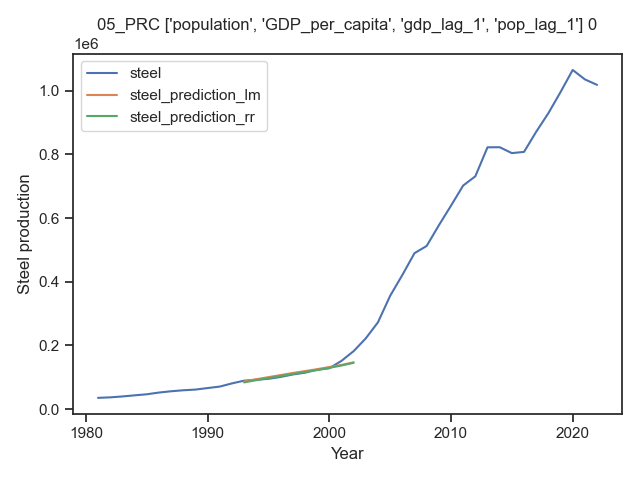 05_PRC ['population', 'GDP_per_capita', 'gdp_lag_1', 'pop_lag_1'] 0
1e6
steel
steel_prediction_lm
steel_prediction_rr
1.0
0.8
0.6
0.4
0.2
0.0
Steel production
1980 1990 2000 2010 2020
Year